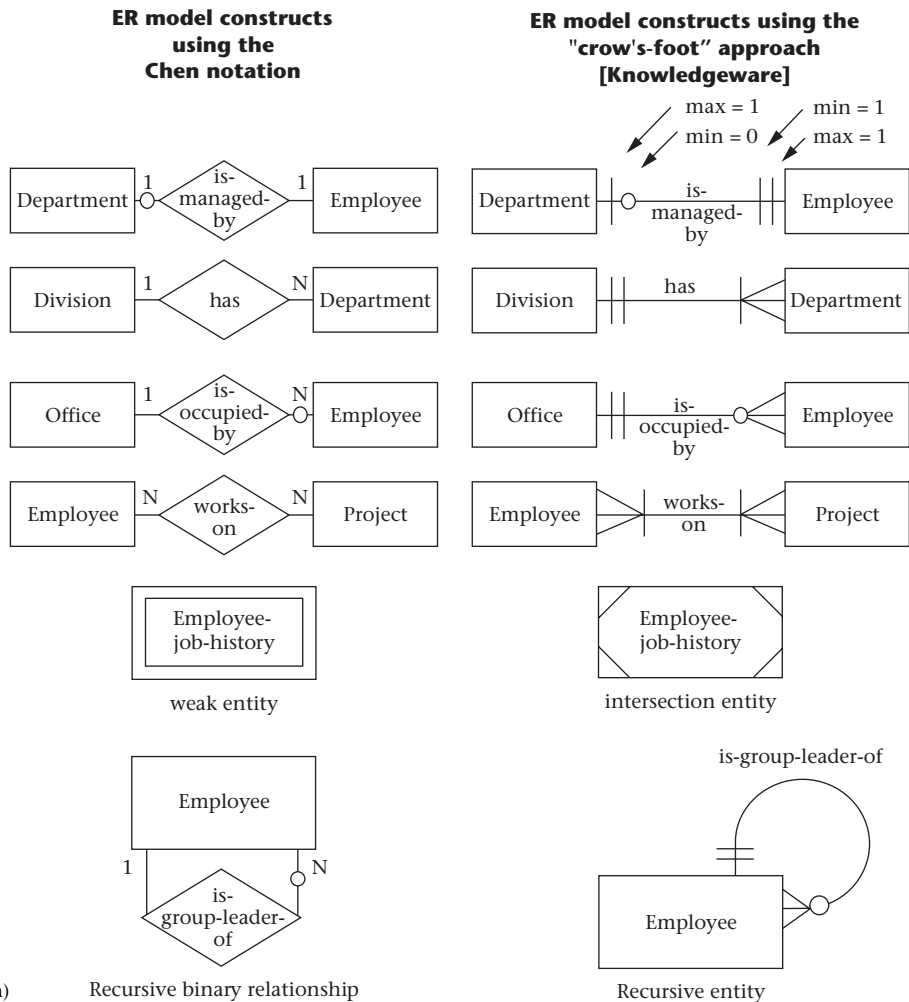 ER model constructs
using the
Chen notation
ER model constructs using the
"crow's-foot” approach
[Knowledgeware]
max = 1
min = 0
min = 1
max = 1
Department
1
is-
managed-
by
1
Employee
Department
is-
managed-
by
Employee
Division
1
has
N
Department
Division
has
Department
Office
1
is-
occupied-
by
N
Employee
Office
is-
occupied-
by
Employee
Employee
N
works-
on
N
Project
Employee
works-
on
Project
Employee-
job-history
weak entity
Employee-
job-history
intersection entity
Employee
1
N
is-
group-leader-
of
Recursive binary relationship
is-group-leader-of
Employee
Recursive entity